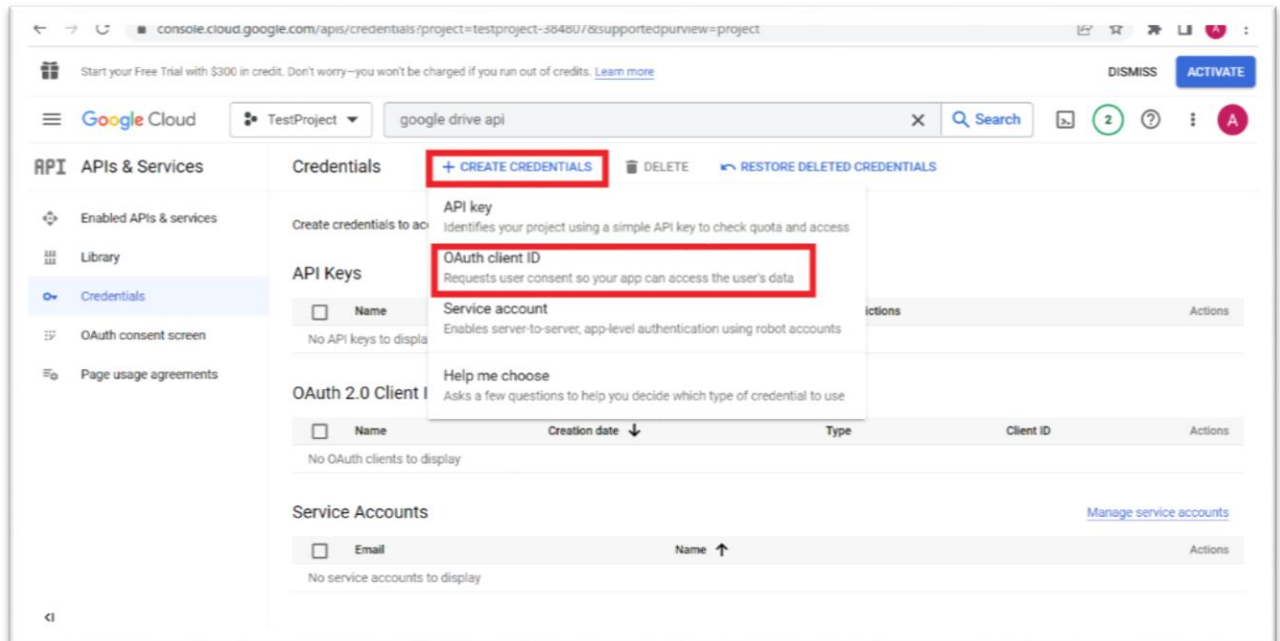 console.cloud.google.com/apis/credentials?project=testproject-384807&supportedpurview=project
Start your Free Trial with $300 in credit. Don't worry—you won't be charged if you run out of credits. Learn more
DISMISS
ACTIVATE
Google Cloud
TestProject
google drive api
Search
2
A
API APIs & Services
Credentials
+ CREATE CREDENTIALS
DELETE
RESTORE DELETED CREDENTIALS
Enabled APIs & services
Library
Credentials
OAuth consent screen
Page usage agreements
Create credentials to
API key
Identifies your project using a simple API key to check quota and access
OAuth client ID
Requests user consent so your app can access the user's data
Service account
Enables server-to-server, app-level authentication using robot accounts
Help me choose
Asks a few questions to help you decide which type of credential to use
API Keys
Name
ictions
Actions
No API keys to displa
OAuth 2.0 Client I
Name
Creation date
Type
Client ID
Actions
No OAuth clients to display
Service Accounts
Manage service accounts
Email
Name
Actions
No service accounts to display